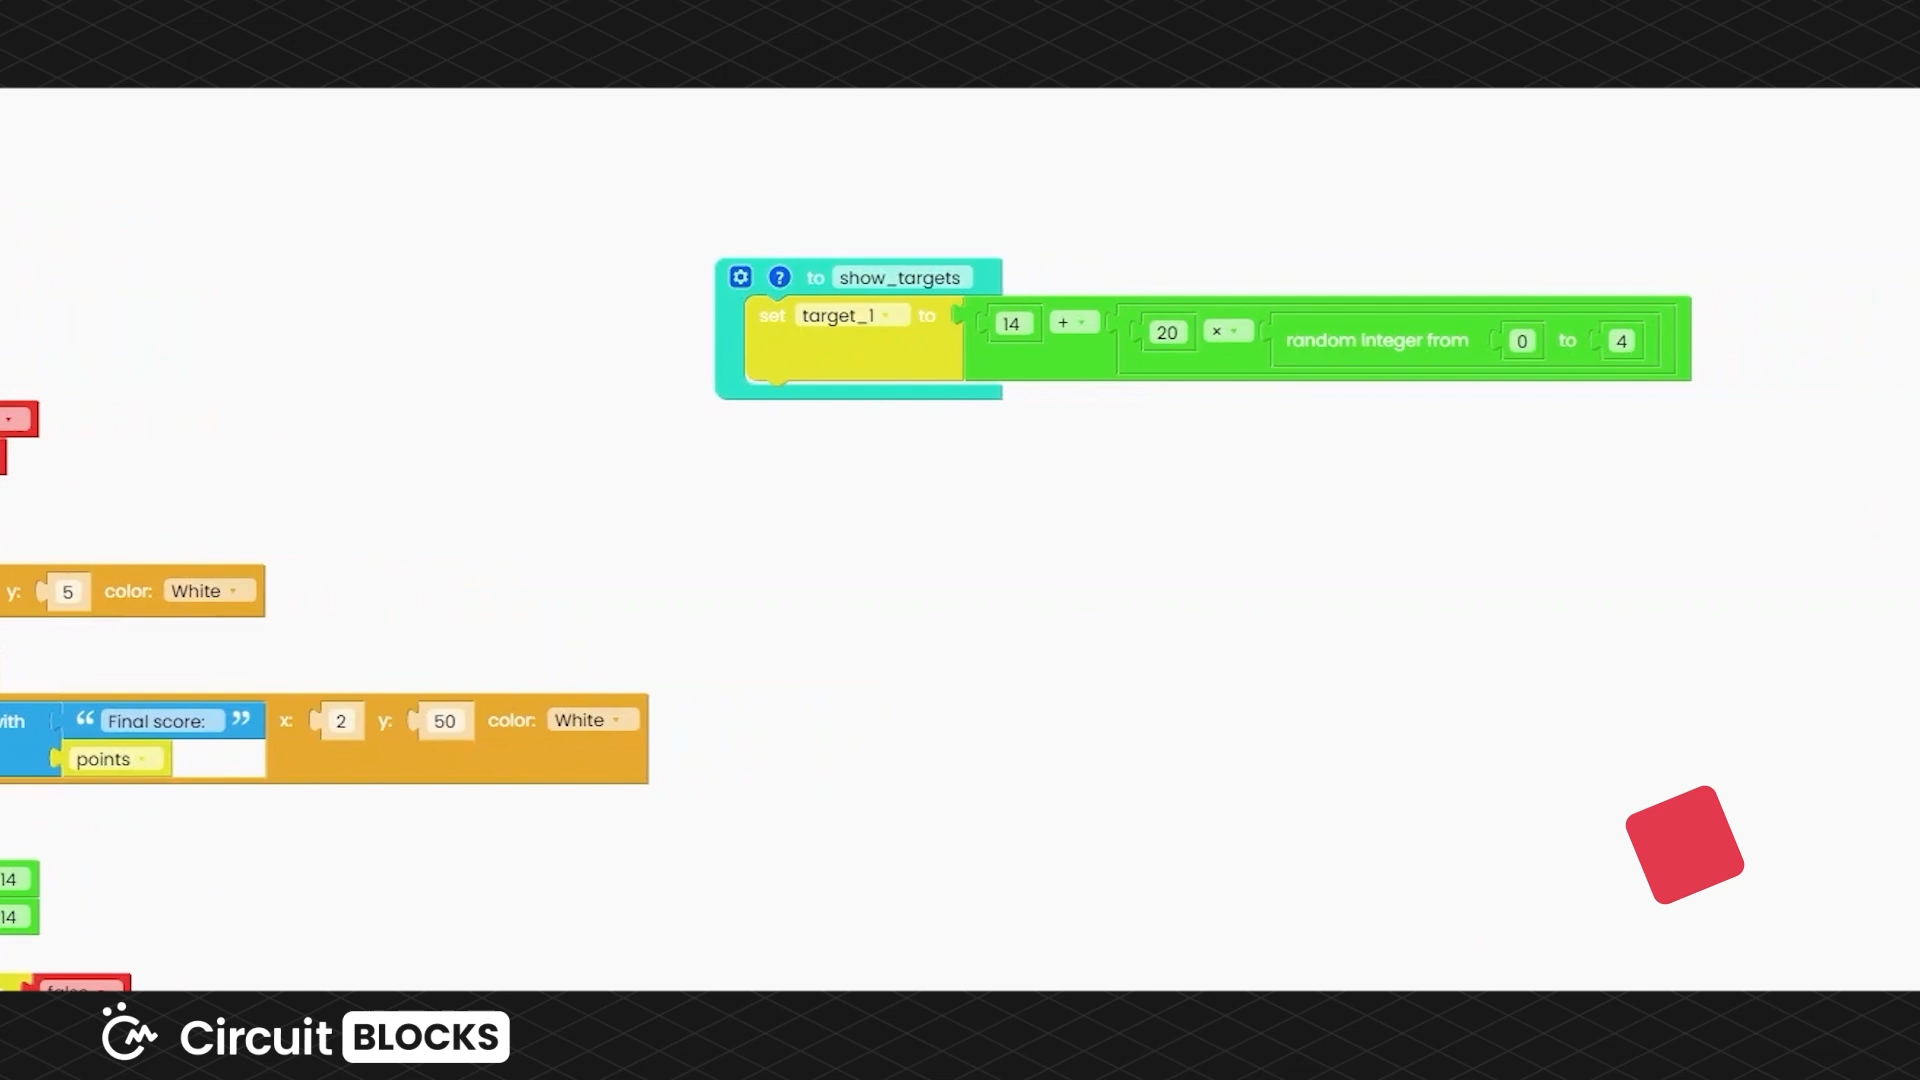 ? to show_targets
set target_1 to 14 + 20 × random integer from 0 to 4
y: 5 color: White
with “ Final score: ” x: 2 y: 50 color: White
points
14
14
Circuit BLOCKS